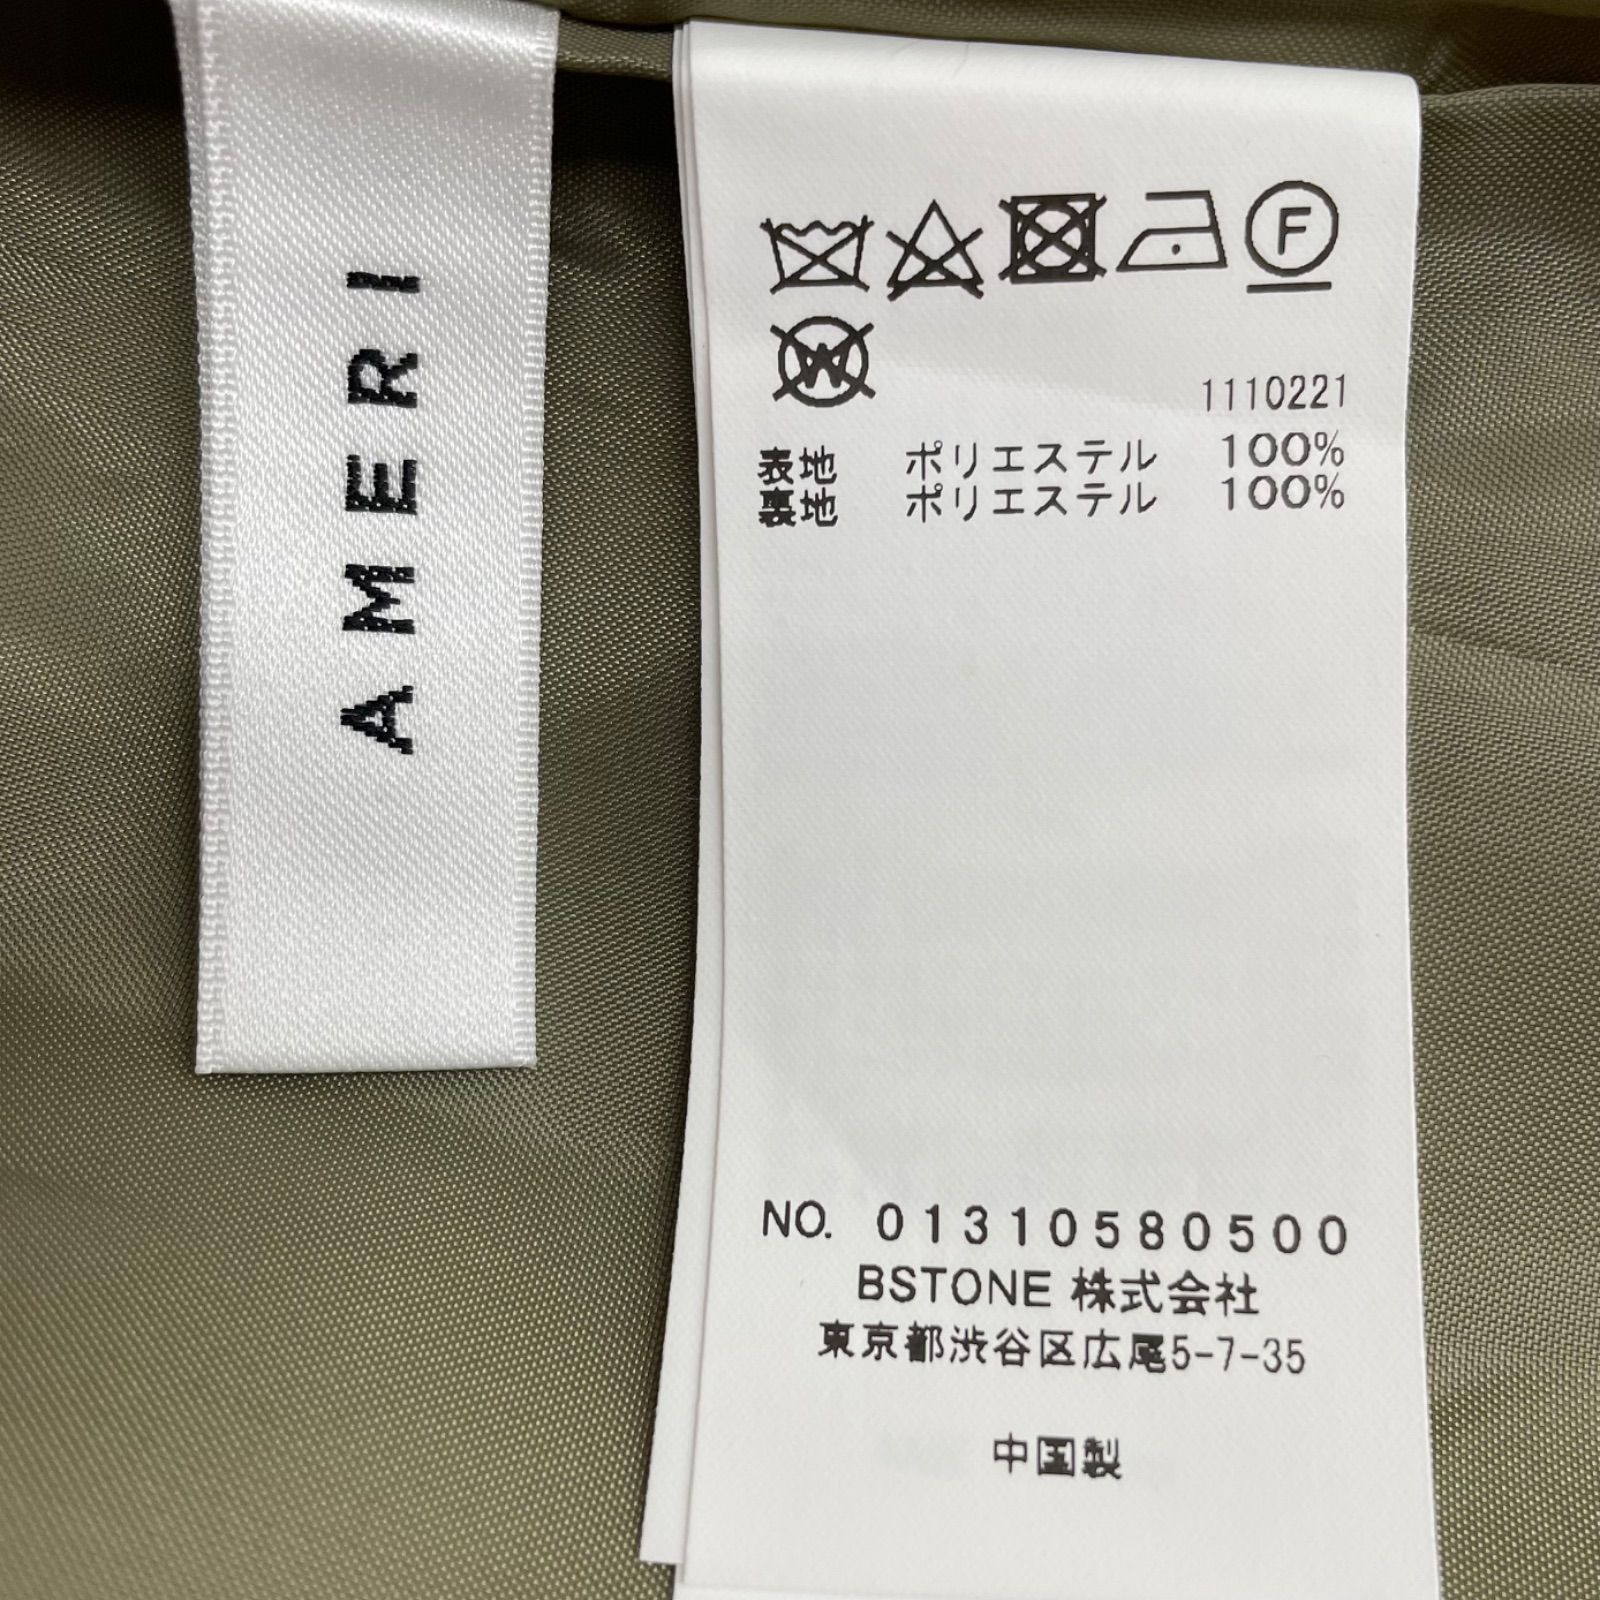 AMERI
F
W
1110221
表地 ポリエステル 100%
裏地 ポリエステル 100%
NO. 01310580500
BSTONE 株式会社
東京都渋谷区広尾5-7-35
中国製